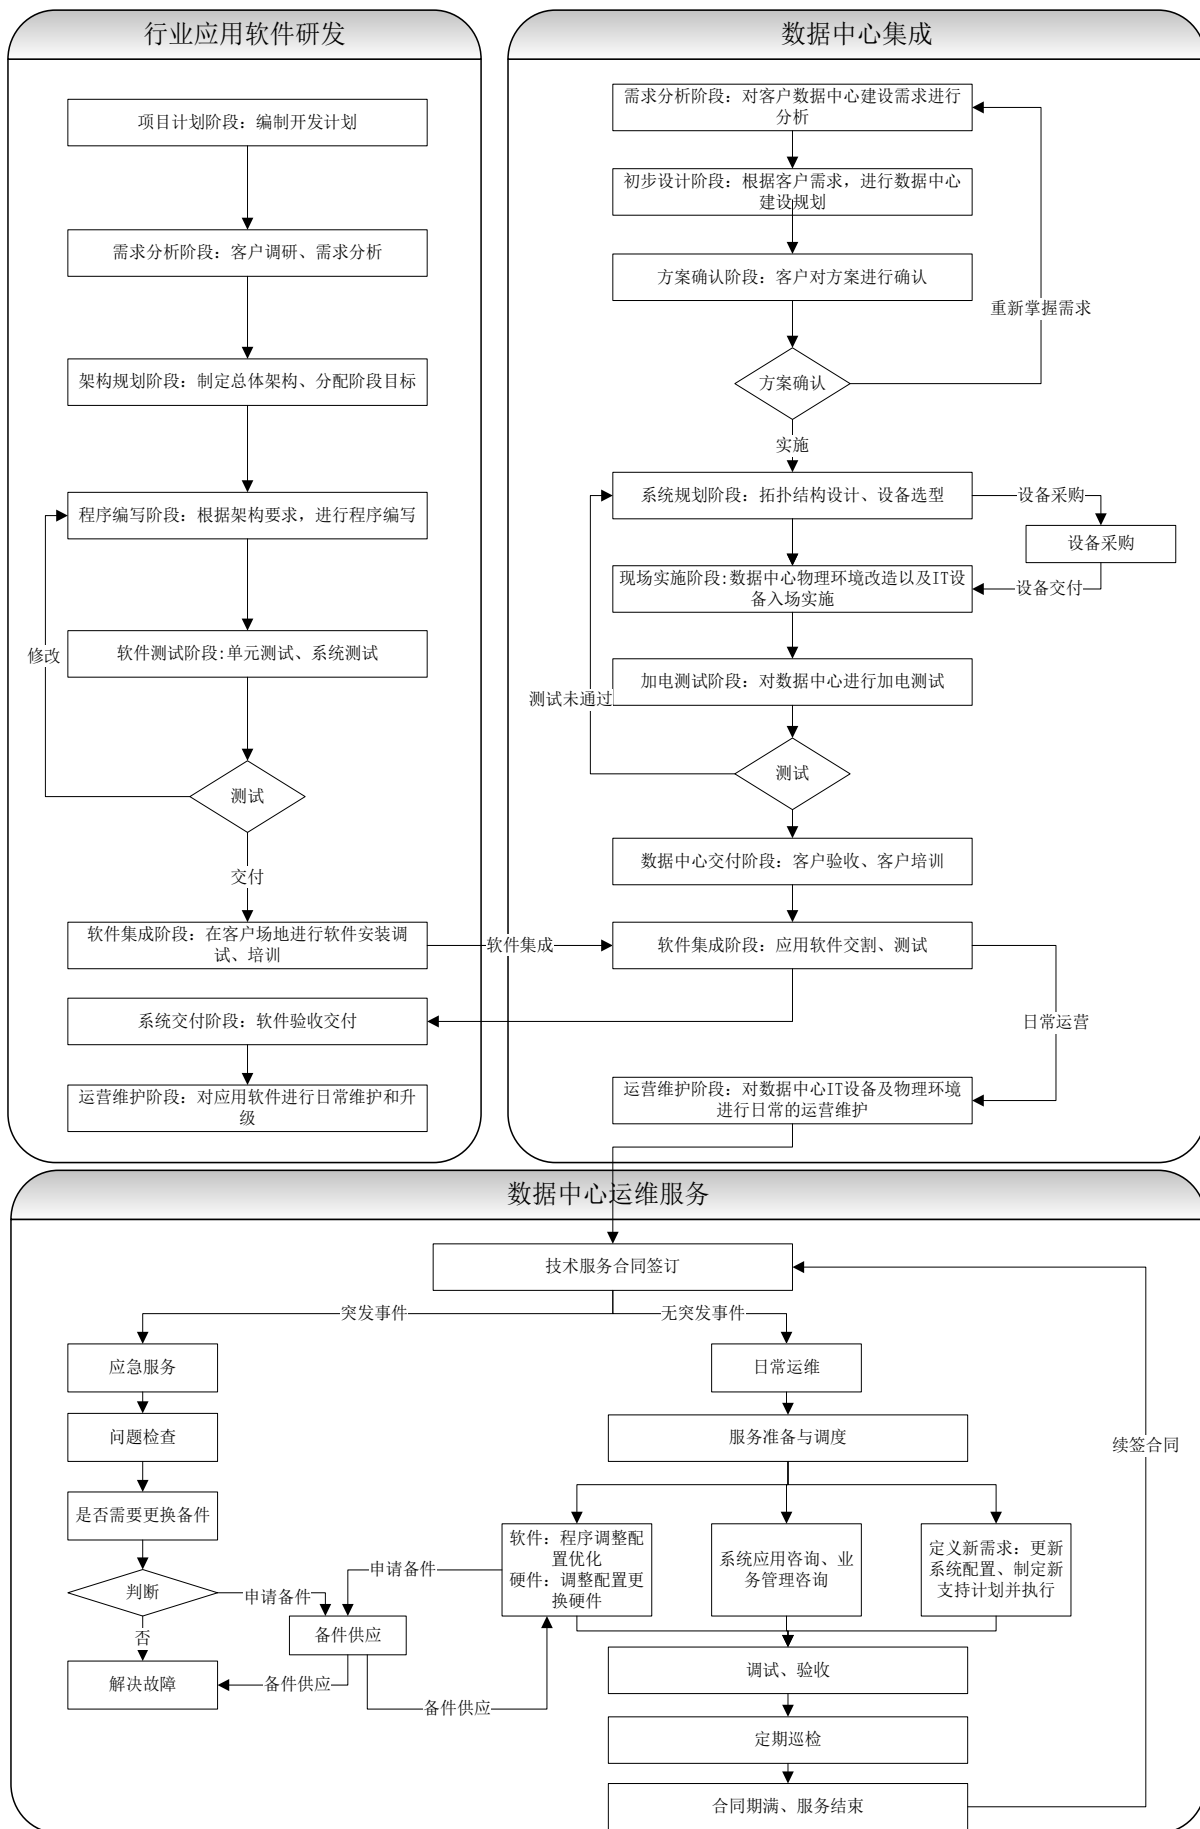 行业应用软件研发
项目计划阶段：编制开发计划
需求分析阶段：客户调研、需求分析
架构规划阶段：制定总体架构、分配阶段目标
程序编写阶段：根据架构要求，进行程序编写
软件测试阶段:单元测试、系统测试
修改
测试
交付
软件集成阶段：在客户场地进行软件安装调
试、培训
软件集成
系统交付阶段：软件验收交付
运营维护阶段：对应用软件进行日常维护和升
级
数据中心集成
需求分析阶段：对客户数据中心建设需求进行
分析
初步设计阶段：根据客户需求，进行数据中心
建设规划
方案确认阶段：客户对方案进行确认
重新掌握需求
方案确认
实施
系统规划阶段：拓扑结构设计、设备选型
设备采购
设备采购
现场实施阶段:数据中心物理环境改造以及IT设
备入场实施
设备交付
加电测试阶段：对数据中心进行加电测试
测试未通过
测试
数据中心交付阶段：客户验收、客户培训
软件集成阶段：应用软件交割、测试
日常运营
运营维护阶段：对数据中心IT设备及物理环境
进行日常的运营维护
数据中心运维服务
技术服务合同签订
突发事件
无突发事件
应急服务
日常运维
问题检查
服务准备与调度
续签合同
是否需要更换备件
软件：程序调整配
置优化
硬件：调整配置更
换硬件
系统应用咨询、业
务管理咨询
定义新需求：更新
系统配置、制定新
支持计划并执行
申请备件
判断
申请备件
否
备件供应
解决故障
备件供应
备件供应
调试、验收
定期巡检
合同期满、服务结束